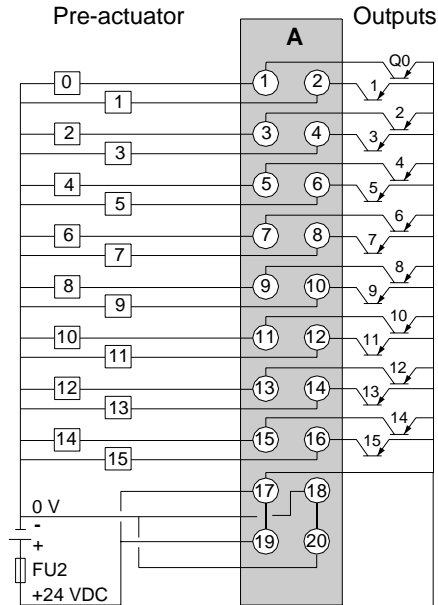 Pre-actuator Outputs
A
Q0
0 1 2 1
1
2 3 4 2
3 3
4 5 6 4
5 5
6 7 8 6
7 7
8 9 10 8
9 9
10 11 12 10
11 11
12 13 14 12
13 13
14 15 16 14
15 15
17 18
0 V
-
+ 19 20
FU2
+24 VDC